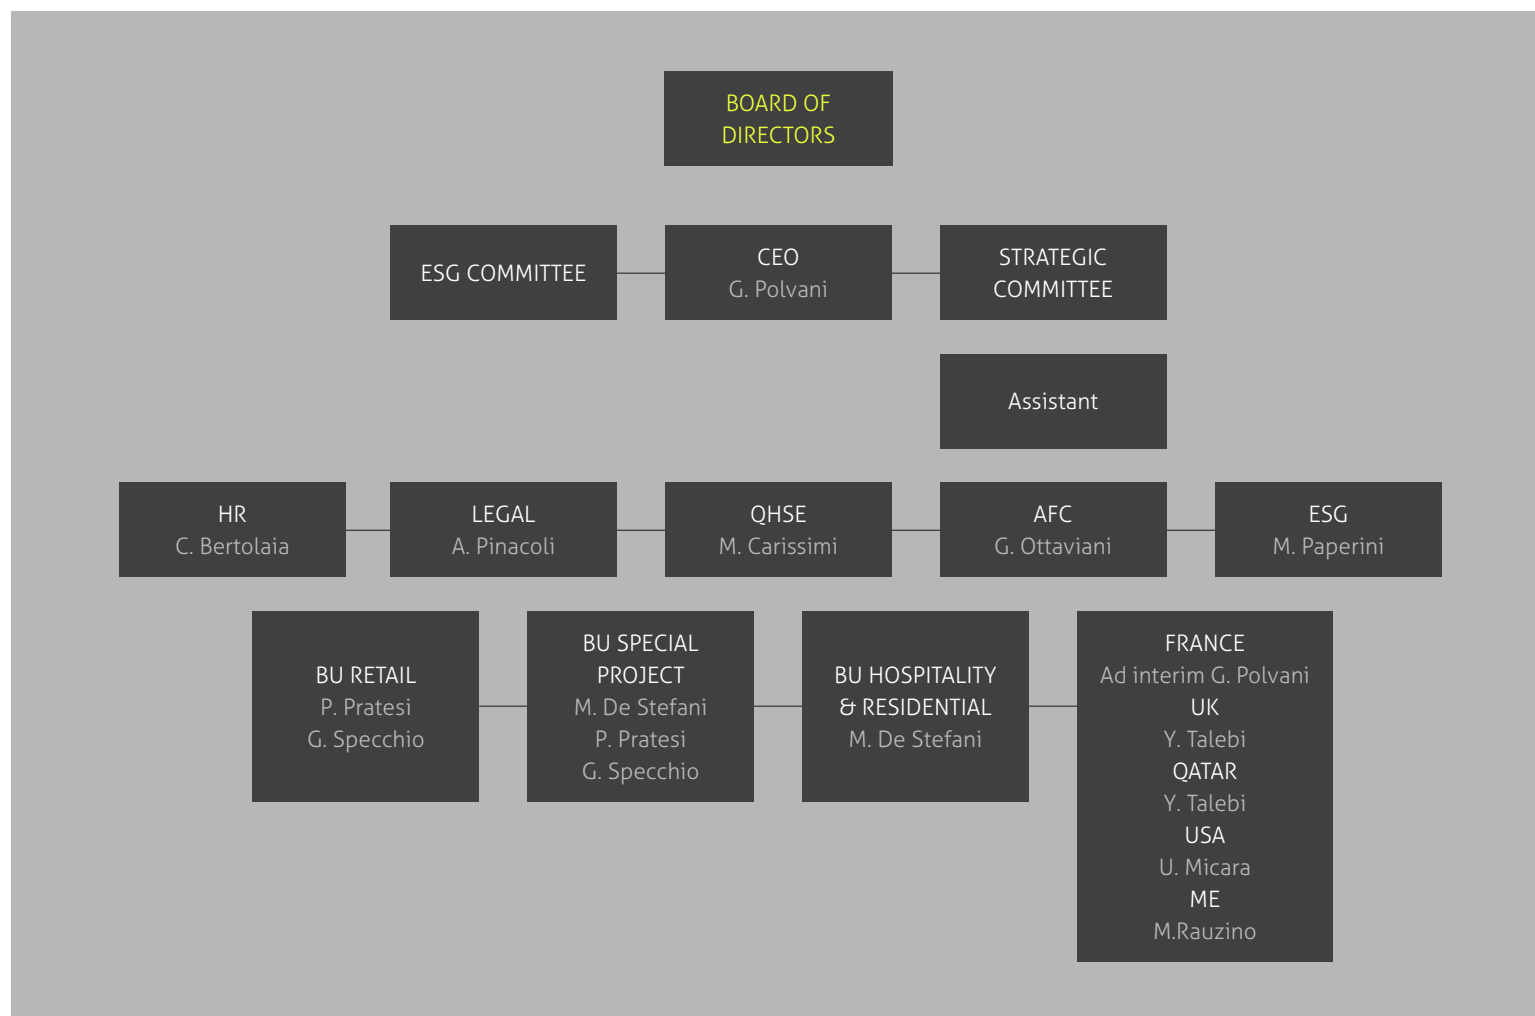 BOARD OF
DIRECTORS
ESG COMMITTEE
CEO
G. Polvani
STRATEGIC
COMMITTEE
Assistant
HR
C. Bertolaia
LEGAL
A. Pinacoli
QHSE
M. Carissimi
AFC
G. Ottaviani
ESG
M. Paperini
BU RETAIL
P. Pratesi
G. Specchio
BU SPECIAL
PROJECT
M. De Stefani
P. Pratesi
G. Specchio
BU HOSPITALITY
& RESIDENTIAL
M. De Stefani
FRANCE
Ad interim G. Polvani
UK
Y. Talebi
QATAR
Y. Talebi
USA
U. Micara
ME
M.Rauzino